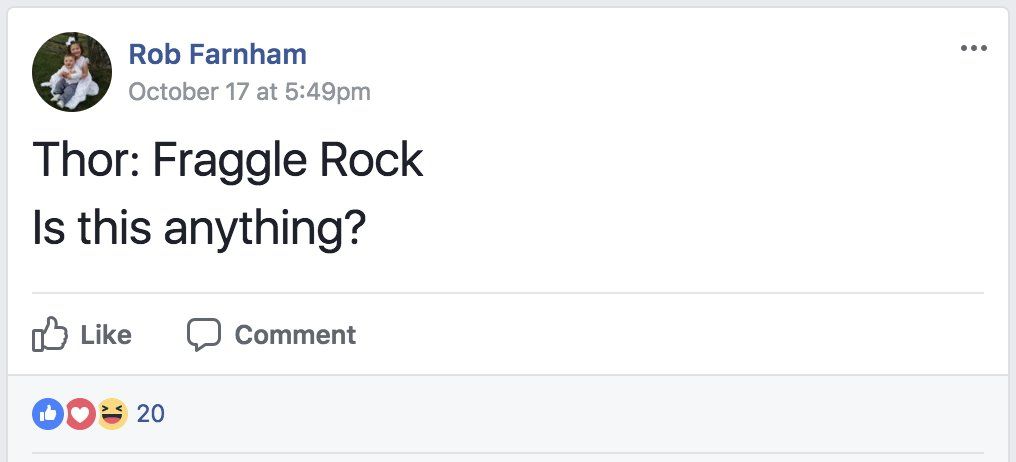 Rob Farnham
October 17 at 5:49pm
Thor: Fraggle Rock
Is this anything?
Like Comment
20